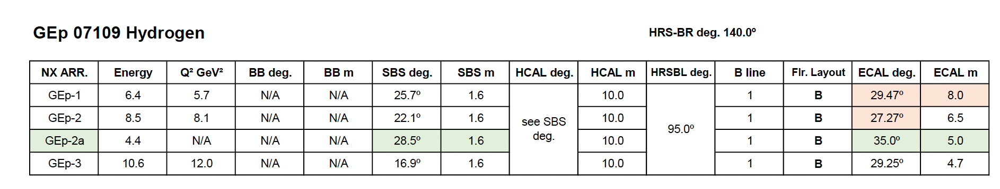 GEp 07109 Hydrogen
HRS-BR deg. 140.0º
NX ARR. Energy Q² GeV² BB deg. BB m SBS deg. SBS m HCAL deg. HCAL m HRSBL deg. B line Flr. Layout ECAL deg. ECAL m
GEp-1 6.4 5.7 N/A N/A 25.7º 1.6 10.0 1 B 29.47º 8.0
GEp-2 8.5 8.1 N/A N/A 22.1º 1.6 see SBS 10.0 95.0º 1 B 27.27º 6.5
GEp-2a 4.4 N/A N/A N/A 28.5º 1.6 deg. 10.0 1 B 35.0º 5.0
GEp-3 10.6 12.0 N/A N/A 16.9º 1.6 10.0 1 B 29.25º 4.7